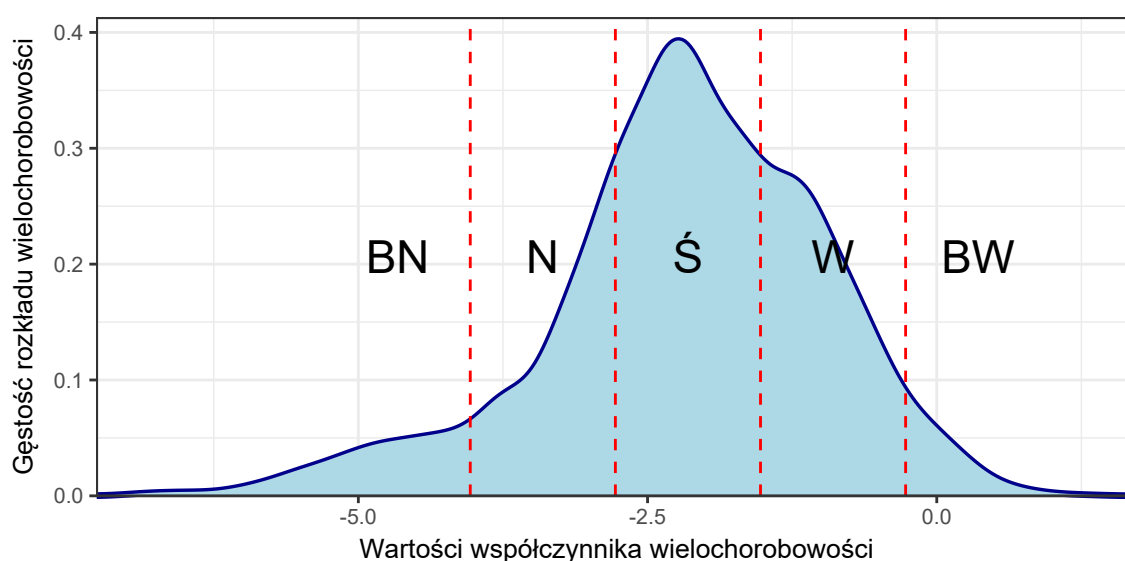 Gęstość rozkładu wielochorobowości
0.4
0.3
0.2
0.1
0.0
BN N Ś W BW
-5.0 -2.5 0.0
Wartości współczynnika wielochorobowości